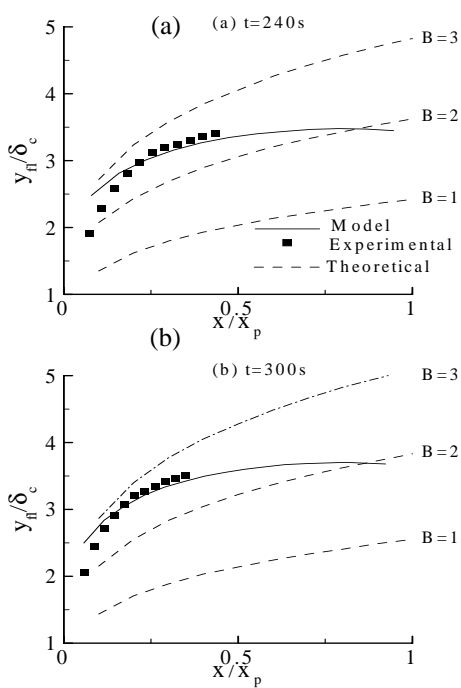 (a) (a) t=240s
B=3
B=2
B=1
5
4
3
2
1
y_fl/δ_c
Model
Experimental
Theoretical
0 0.5 1
x/x_p
(b) (b) t=300s
B=3
B=2
B=1
5
4
3
2
1
y_fl/δ_c
0 0.5 1
x/x_p